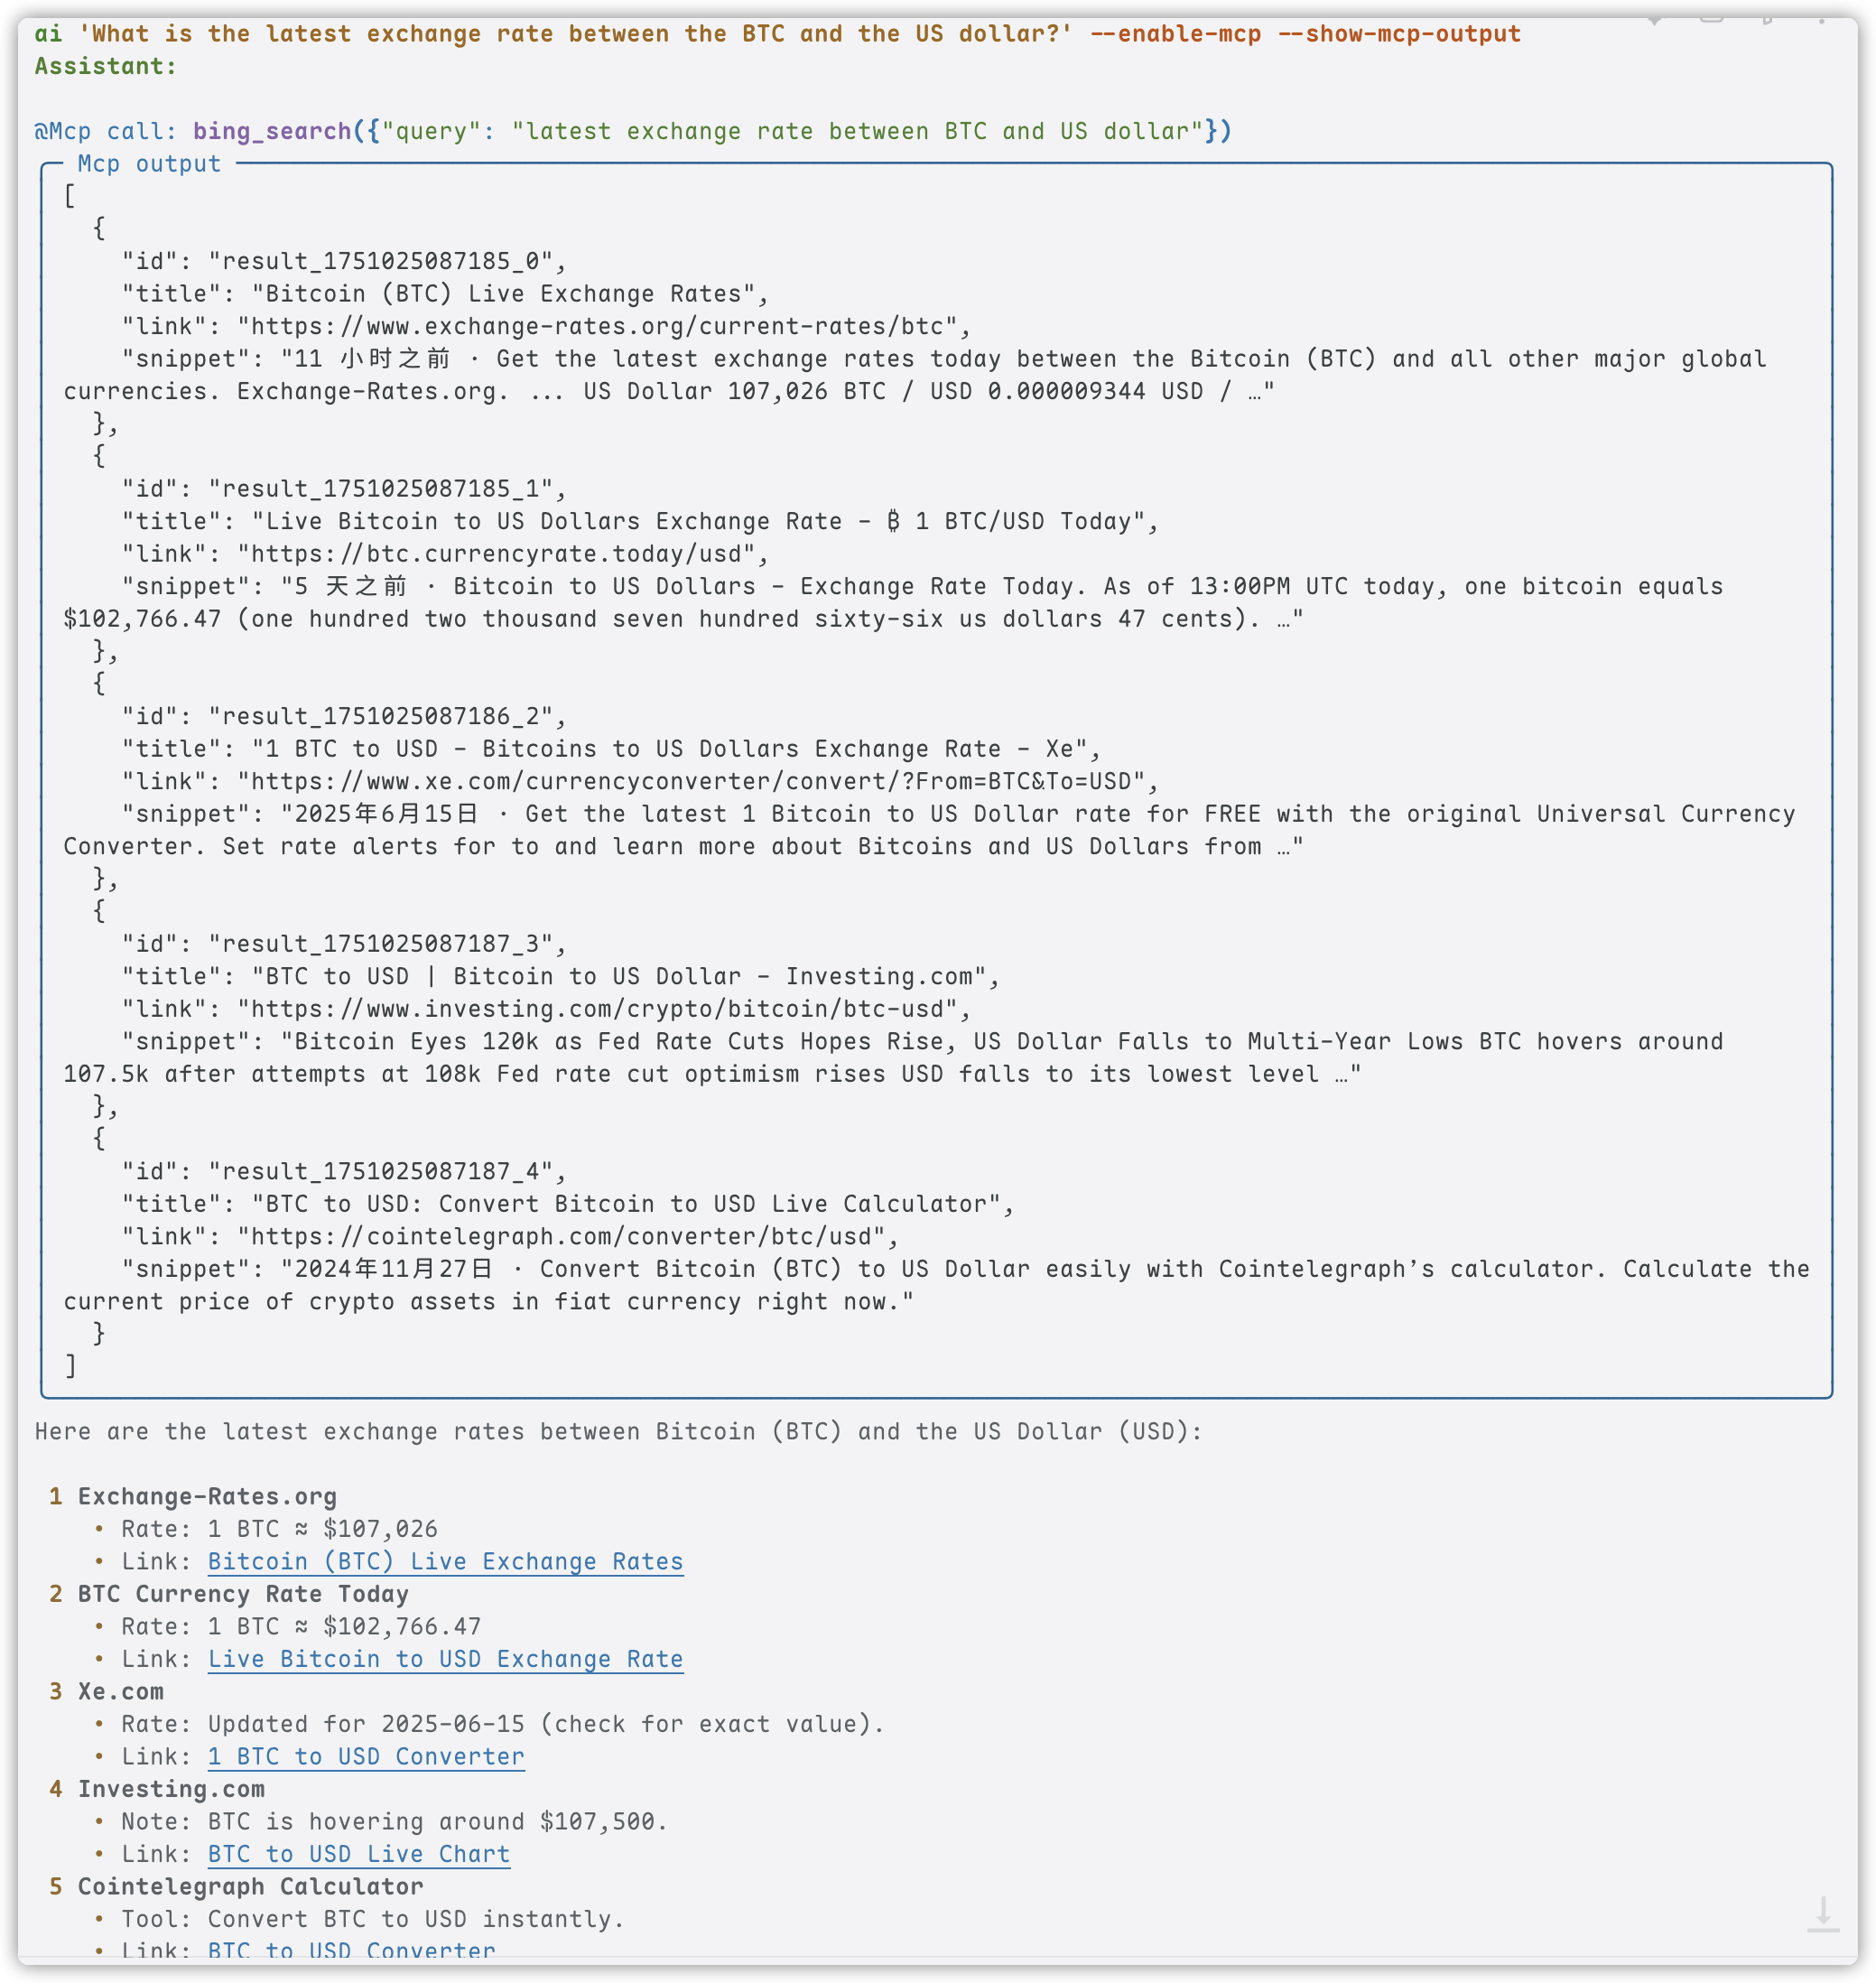 ai 'What is the latest exchange rate between the BTC and the US dollar?' --enable-mcp --show-mcp-output
Assistant:
@Mcp call: bing_search({"query": "latest exchange rate between BTC and US dollar"})
Mcp output
[
{
"id": "result_1751025087185_0",
"title": "Bitcoin (BTC) Live Exchange Rates",
"link": "https://www.exchange-rates.org/current-rates/btc",
"snippet": "11 小时之前 · Get the latest exchange rates today between the Bitcoin (BTC) and all other major global
currencies. Exchange-Rates.org. ... US Dollar 107,026 BTC / USD 0.000009344 USD / …"
},
{
"id": "result_1751025087185_1",
"title": "Live Bitcoin to US Dollars Exchange Rate - ₿ 1 BTC/USD Today",
"link": "https://btc.currencyrate.today/usd",
"snippet": "5 天之前 · Bitcoin to US Dollars - Exchange Rate Today. As of 13:00PM UTC today, one bitcoin equals
$102,766.47 (one hundred two thousand seven hundred sixty-six us dollars 47 cents). …"
},
{
"id": "result_1751025087186_2",
"title": "1 BTC to USD - Bitcoins to US Dollars Exchange Rate - Xe",
"link": "https://www.xe.com/currencyconverter/convert/?From=BTC&To=USD",
"snippet": "2025年6月15日 · Get the latest 1 Bitcoin to US Dollar rate for FREE with the original Universal Currency
Converter. Set rate alerts for to and learn more about Bitcoins and US Dollars from …"
},
{
"id": "result_1751025087187_3",
"title": "BTC to USD | Bitcoin to US Dollar - Investing.com",
"link": "https://www.investing.com/crypto/bitcoin/btc-usd",
"snippet": "Bitcoin Eyes 120k as Fed Rate Cuts Hopes Rise, US Dollar Falls to Multi-Year Lows BTC hovers around
107.5k after attempts at 108k Fed rate cut optimism rises USD falls to its lowest level …"
},
{
"id": "result_1751025087187_4",
"title": "BTC to USD: Convert Bitcoin to USD Live Calculator",
"link": "https://cointelegraph.com/converter/btc/usd",
"snippet": "2024年11月27日 · Convert Bitcoin (BTC) to US Dollar easily with Cointelegraph’s calculator. Calculate the
current price of crypto assets in fiat currency right now."
}
]
Here are the latest exchange rates between Bitcoin (BTC) and the US Dollar (USD):
1 Exchange-Rates.org
• Rate: 1 BTC ≈ $107,026
• Link: Bitcoin (BTC) Live Exchange Rates
2 BTC Currency Rate Today
• Rate: 1 BTC ≈ $102,766.47
• Link: Live Bitcoin to USD Exchange Rate
3 Xe.com
• Rate: Updated for 2025-06-15 (check for exact value).
• Link: 1 BTC to USD Converter
4 Investing.com
• Note: BTC is hovering around $107,500.
• Link: BTC to USD Live Chart
5 Cointelegraph Calculator
• Tool: Convert BTC to USD instantly.
• Link: BTC to USD Converter